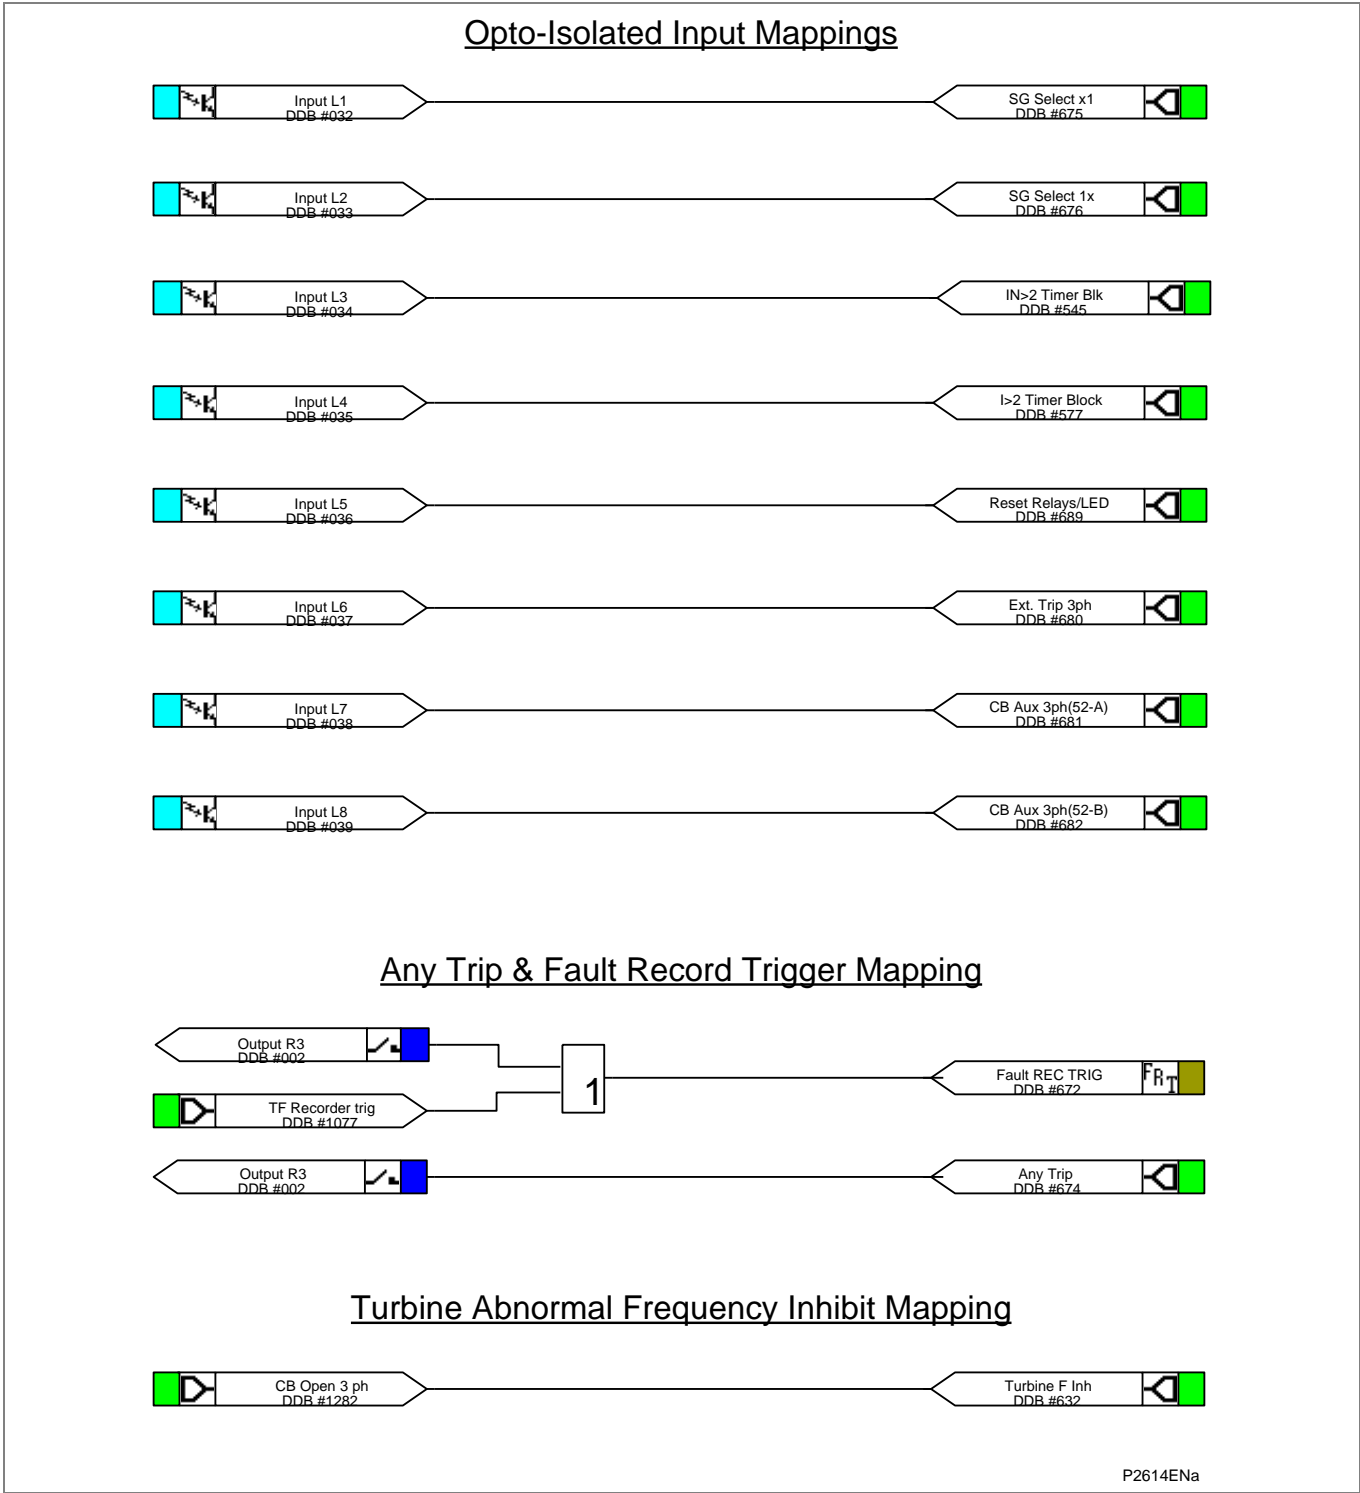 Opto-Isolated Input Mappings
Input L1
DDB #032
SG Select x1
DDB #675
Input L2
DDB #033
SG Select 1x
DDB #676
Input L3
DDB #034
IN>2 Timer Blk
DDB #545
Input L4
DDB #035
I>2 Timer Block
DDB #577
Input L5
DDB #036
Reset Relays/LED
DDB #689
Input L6
DDB #037
Ext. Trip 3ph
DDB #680
Input L7
DDB #038
CB Aux 3ph(52-A)
DDB #681
Input L8
DDB #039
CB Aux 3ph(52-B)
DDB #682
Any Trip & Fault Record Trigger Mapping
Output R3
DDB #002
1
Fault REC TRIG
DDB #672
FRT
TF Recorder trig
DDB #1077
Output R3
DDB #002
Any Trip
DDB #674
Turbine Abnormal Frequency Inhibit Mapping
CB Open 3 ph
DDB #1282
Turbine F Inh
DDB #632
P2614ENa